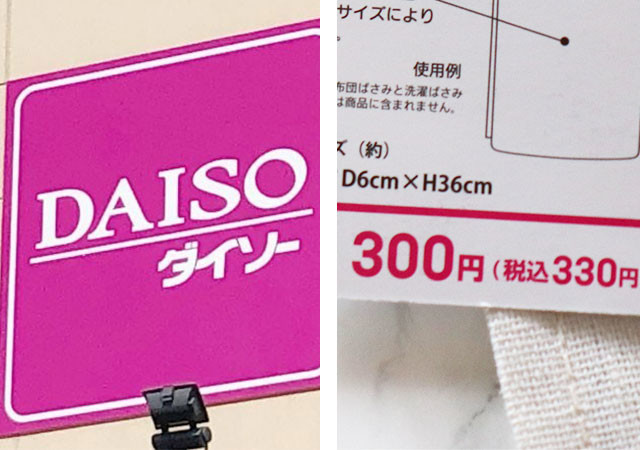 DAISO
ダイソー
サイズにより
。
使用例
布団ばさみと洗濯ばさみ
は商品に含まれません。
ズ（約）
D6cm×H36cm
300円（税込330円